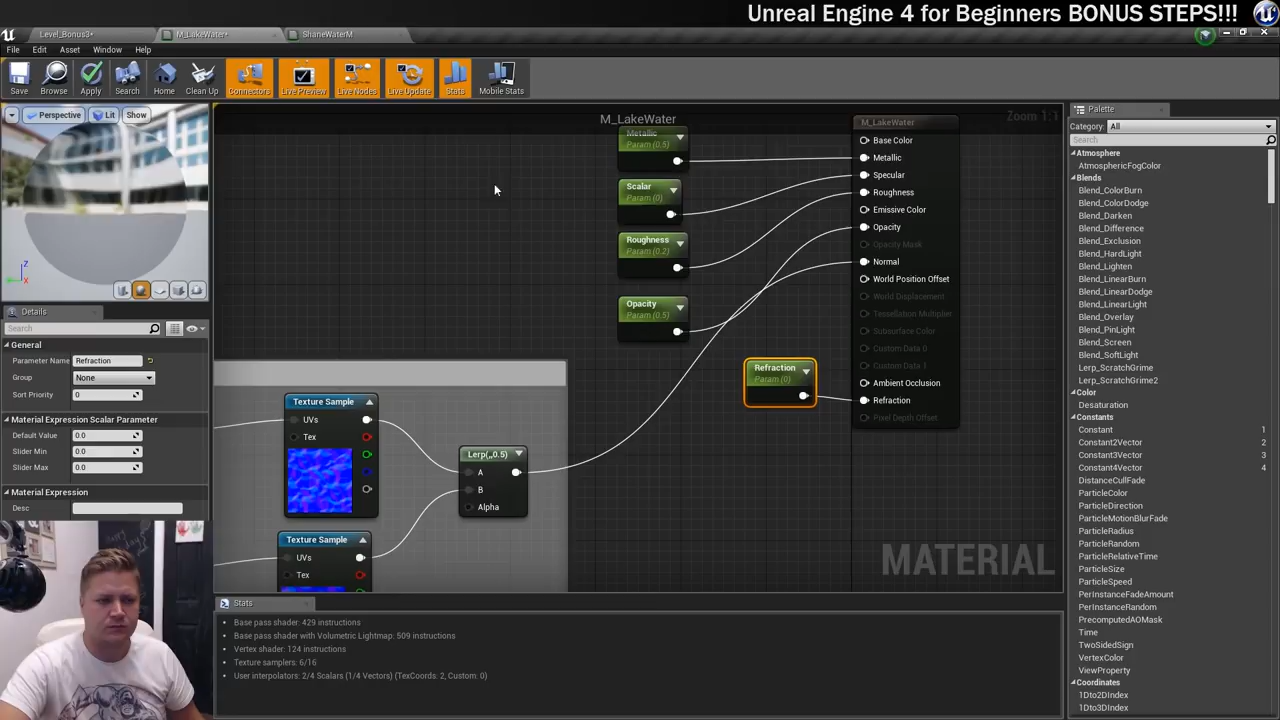 Unreal Engine 4 for Beginners BONUS STEPS!!!
Level_Bonus3*
M_LakeWater*
ShaneWaterM
File
Edit
Asset
Window
Help
Save
Browse
Apply
Search
Home
Clean Up
Connectors
Live Preview
Live Nodes
Live Update
Stats
Mobile Stats
Perspective
Lit
Show
Z
X
Details
Search
General
Parameter Name
Refraction
Group
None
Sort Priority
0
Material Expression Scalar Parameter
Default Value
0.0
Slider Min
0.0
Slider Max
0.0
Material Expression
Desc
M_LakeWater
Zoom 1:1
Metallic
Param (0.5)
Scalar
Param (0)
Roughness
Param (0.2)
Opacity
Param (0.5)
Refraction
Param (0)
Texture Sample
UVs
Tex
Texture Sample
UVs
Tex
Lerp(,,0.5)
A
B
Alpha
M_LakeWater
Base Color
Metallic
Specular
Roughness
Emissive Color
Opacity
Opacity Mask
Normal
World Position Offset
World Displacement
Tessellation Multiplier
Subsurface Color
Custom Data 0
Custom Data 1
Ambient Occlusion
Refraction
Pixel Depth Offset
MATERIAL
Stats
Base pass shader: 429 instructions
Base pass shader with Volumetric Lightmap: 509 instructions
Vertex shader: 124 instructions
Texture samplers: 6/16
User interpolators: 2/4 Scalars (1/4 Vectors) (TexCoords: 2, Custom: 0)
Palette
Category:
All
Search
Atmosphere
AtmosphericFogColor
Blends
Blend_ColorBurn
Blend_ColorDodge
Blend_Darken
Blend_Difference
Blend_Exclusion
Blend_HardLight
Blend_Lighten
Blend_LinearBurn
Blend_LinearDodge
Blend_LinearLight
Blend_Overlay
Blend_PinLight
Blend_Screen
Blend_SoftLight
Lerp_ScratchGrime
Lerp_ScratchGrime2
Color
Desaturation
Constants
Constant 1
Constant2Vector 2
Constant3Vector 3
Constant4Vector 4
DistanceCullFade
ParticleColor
ParticleDirection
ParticleMotionBlurFade
ParticleRadius
ParticleRandom
ParticleRelativeTime
ParticleSize
ParticleSpeed
PerInstanceFadeAmount
PerInstanceRandom
PrecomputedAOMask
Time
TwoSidedSign
VertexColor
ViewProperty
Coordinates
1Dto2DIndex
1Dto3DIndex